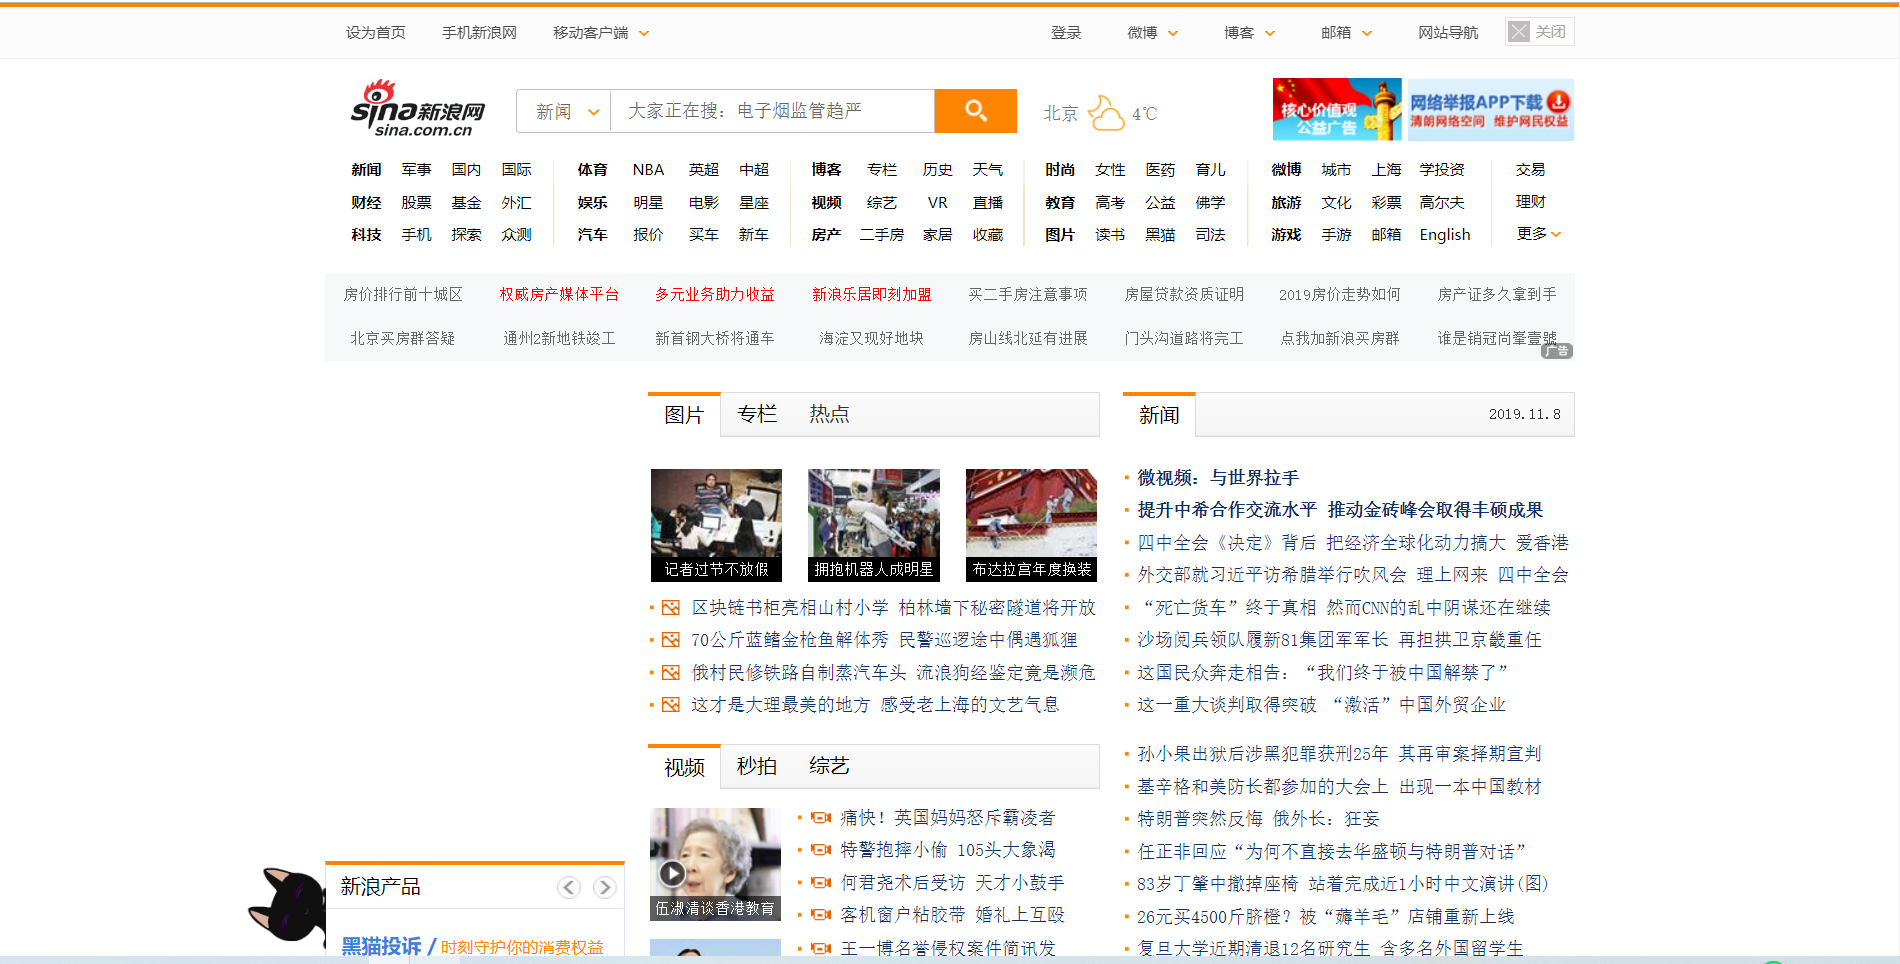 设为首页 手机新浪网 移动客户端 登录 微博 博客 邮箱 网站导航 关闭
sina新浪网
sina.com.cn
新闻 大家正在搜：电子烟监管趋严 北京 4℃
核心价值观
公益广告
网络举报APP下载
清朗网络空间 维护网民权益
新闻 军事 国内 国际 体育 NBA 英超 中超 博客 专栏 历史 天气 时尚 女性 医药 育儿 微博 城市 上海 学投资 交易
财经 股票 基金 外汇 娱乐 明星 电影 星座 视频 综艺 VR 直播 教育 高考 公益 佛学 旅游 文化 彩票 高尔夫 理财
科技 手机 探索 众测 汽车 报价 买车 新车 房产 二手房 家居 收藏 图片 读书 黑猫 司法 游戏 手游 邮箱 English 更多
房价排行前十城区 权威房产媒体平台 多元业务助力收益 新浪乐居即刻加盟 买二手房注意事项 房屋贷款资质证明 2019房价走势如何 房产证多久拿到手
北京买房群答疑 通州2新地铁竣工 新首钢大桥将通车 海淀又现好地块 房山线北延有进展 门头沟道路将完工 点我加新浪买房群 谁是销冠尚峯壹號
广告
图片 专栏 热点
记者过节不放假 拥抱机器人成明星 布达拉宫年度换装
区块链书柜亮相山村小学 柏林墙下秘密隧道将开放
70公斤蓝鳍金枪鱼解体秀 民警巡逻途中偶遇狐狸
俄村民修铁路自制蒸汽车头 流浪狗经鉴定竟是濒危
这才是大理最美的地方 感受老上海的文艺气息
视频 秒拍 综艺
伍淑清谈香港教育
痛快！英国妈妈怒斥霸凌者
特警抱摔小偷 105头大象渴
何君尧术后受访 天才小鼓手
客机窗户粘胶带 婚礼上互殴
王一博名誉侵权案件简讯发
新闻 2019.11.8
微视频：与世界拉手
提升中希合作交流水平 推动金砖峰会取得丰硕成果
四中全会《决定》背后 把经济全球化动力搞大 爱香港
外交部就习近平访希腊举行吹风会 理上网来 四中全会
“死亡货车”终于真相 然而CNN的乱中阴谋还在继续
沙场阅兵领队履新81集团军军长 再担拱卫京畿重任
这国民众奔走相告：“我们终于被中国解禁了”
这一重大谈判取得突破 “激活”中国外贸企业
孙小果出狱后涉黑犯罪获刑25年 其再审案择期宣判
基辛格和美防长都参加的大会上 出现一本中国教材
特朗普突然反悔 俄外长：狂妄
任正非回应“为何不直接去华盛顿与特朗普对话”
83岁丁肇中撤掉座椅 站着完成近1小时中文演讲(图)
26元买4500斤脐橙？被“薅羊毛”店铺重新上线
复旦大学近期清退12名研究生 含多名外国留学生
新浪产品
黑猫投诉 / 时刻守护你的消费权益